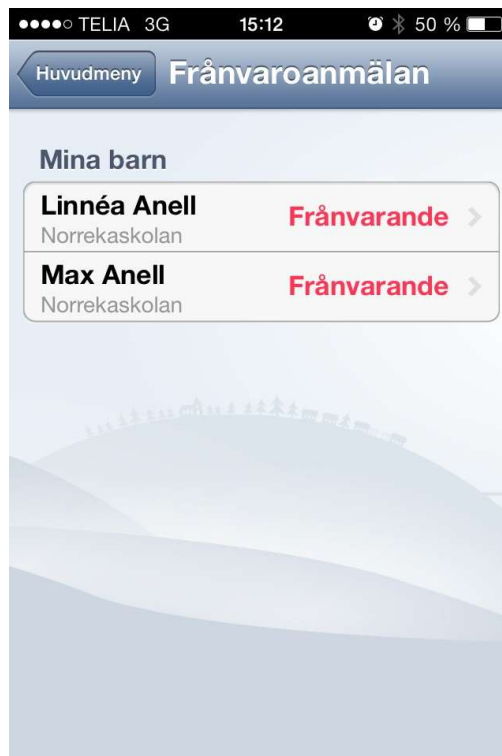 TELIA 3G 15:12 50 %
Huvudmeny Frånvaroanmälan
Mina barn
Linnéa Anell Frånvarande
Norrekaskolan
Max Anell Frånvarande
Norrekaskolan